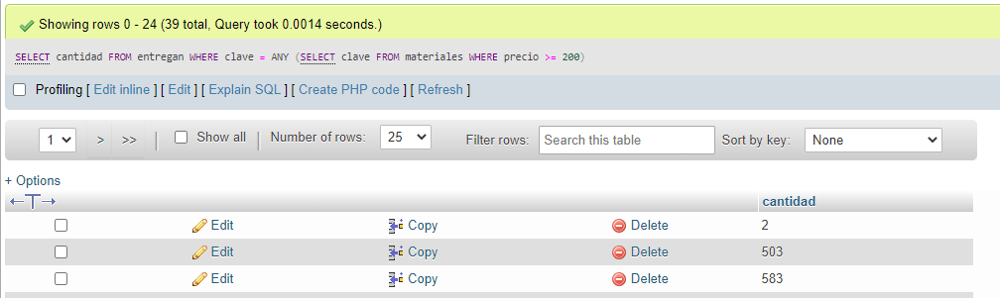 Showing rows 0 - 24 (39 total, Query took 0.0014 seconds.)
SELECT cantidad FROM entregan WHERE clave = ANY (SELECT clave FROM materiales WHERE precio >= 200)
Profiling [ Edit inline ] [ Edit ] [ Explain SQL ] [ Create PHP code ] [ Refresh ]
1 > >> | Show all | Number of rows: 25 Filter rows: Search this table Sort by key: None
+ Options
←T→ cantidad
Edit Copy Delete 2
Edit Copy Delete 503
Edit Copy Delete 583